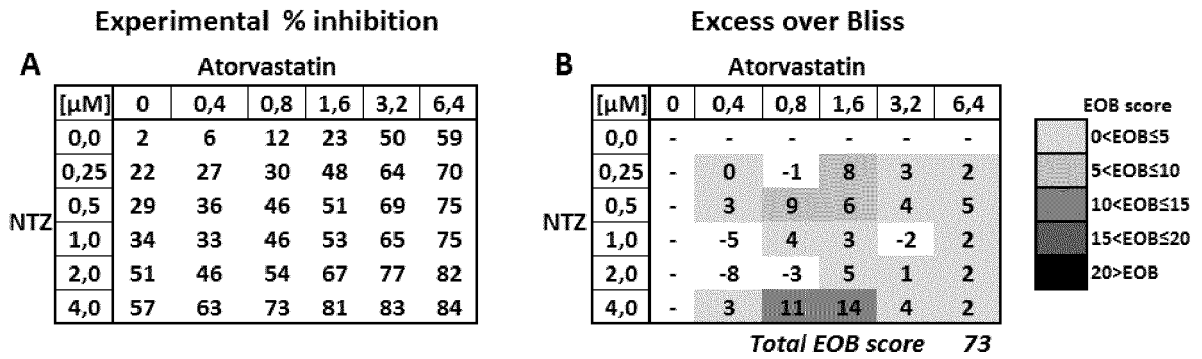 Experimental % inhibition Excess over Bliss
A Atorvastatin B Atorvastatin
[µM] 0 0,4 0,8 1,6 3,2 6,4 [µM] 0 0,4 0,8 1,6 3,2 6,4 EOB score
0,0 2 6 12 23 50 59 0,0 - - - - - - 0<EOB≤5
0,25 22 27 30 48 64 70 0,25 - 0 -1 8 3 2 5<EOB≤10
0,5 29 36 46 51 69 75 0,5 - 3 9 6 4 5 10<EOB≤15
NTZ 1,0 34 33 46 53 65 75 NTZ 1,0 - -5 4 3 -2 2 15<EOB≤20
2,0 51 46 54 67 77 82 2,0 - -8 -3 5 1 2 20>EOB
4,0 57 63 73 81 83 84 4,0 - 3 11 14 4 2
Total EOB score 73